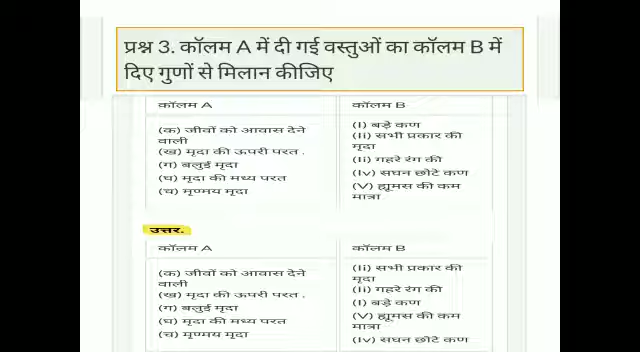 प्रश्न 3. कॉलम A में दी गई वस्तुओं का कॉलम B में
दिए गुणों से मिलान कीजिए
कॉलम A
(क) जीवों को आवास देने
वाली
(ख) मृदा की ऊपरी परत .
(ग) बलुई मृदा
(घ) मृदा की मध्य परत
(च) मृण्मय मृदा
कॉलम B
(I) बड़े कण
(Ii) सभी प्रकार की
मृदा
(Ii) गहरे रंग की
(Iv) सघन छोटे कण
(V) ह्यूमस की कम
मात्रा
उत्तर.
कॉलम A
(क) जीवों को आवास देने
वाली
(ख) मृदा की ऊपरी परत .
(ग) बलुई मृदा
(घ) मृदा की मध्य परत
(च) मृण्मय मृदा
कॉलम B
(Ii) सभी प्रकार की
मृदा
(Ii) गहरे रंग की
(I) बड़े कण
(V) ह्यूमस की कम
मात्रा
(Iv) सघन छोटे कण